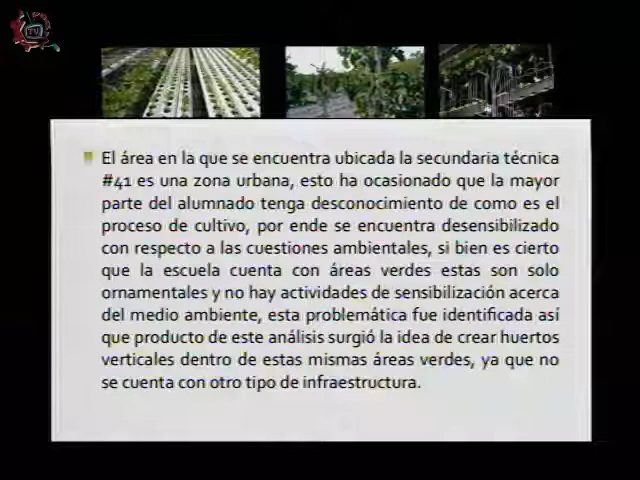 TV
El área en la que se encuentra ubicada la secundaria técnica
#41 es una zona urbana, esto ha ocasionado que la mayor
parte del alumnado tenga desconocimiento de como es el
proceso de cultivo, por ende se encuentra desensibilizado
con respecto a las cuestiones ambientales, si bien es cierto
que la escuela cuenta con áreas verdes estas son solo
ornamentales y no hay actividades de sensibilización acerca
del medio ambiente, esta problemática fue identificada así
que producto de este análisis surgió la idea de crear huertos
verticales dentro de estas mismas áreas verdes, ya que no
se cuenta con otro tipo de infraestructura.